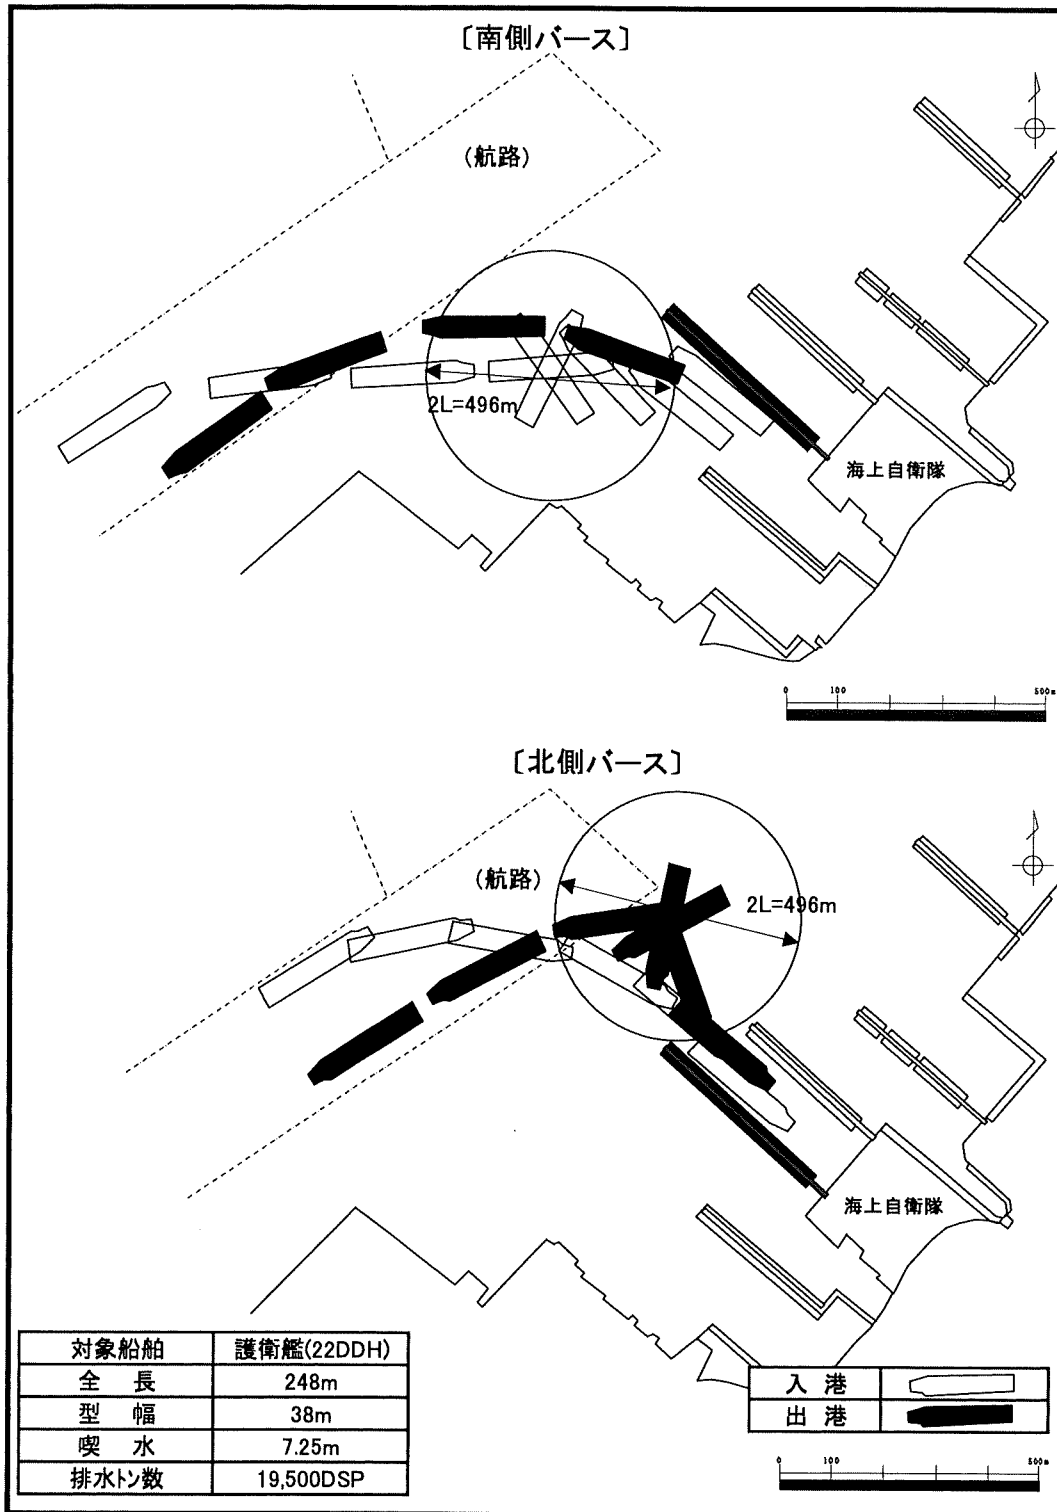 〔南側バース〕
(航路)
2L=496m
海上自衛隊
0 100 500m
〔北側バース〕
(航路)
2L=496m
海上自衛隊
対象船舶 護衛艦(22DDH)
全 長 248m
型 幅 38m
喫 水 7.25m
排水トン数 19,500DSP
入 港
出 港
0 100 500m